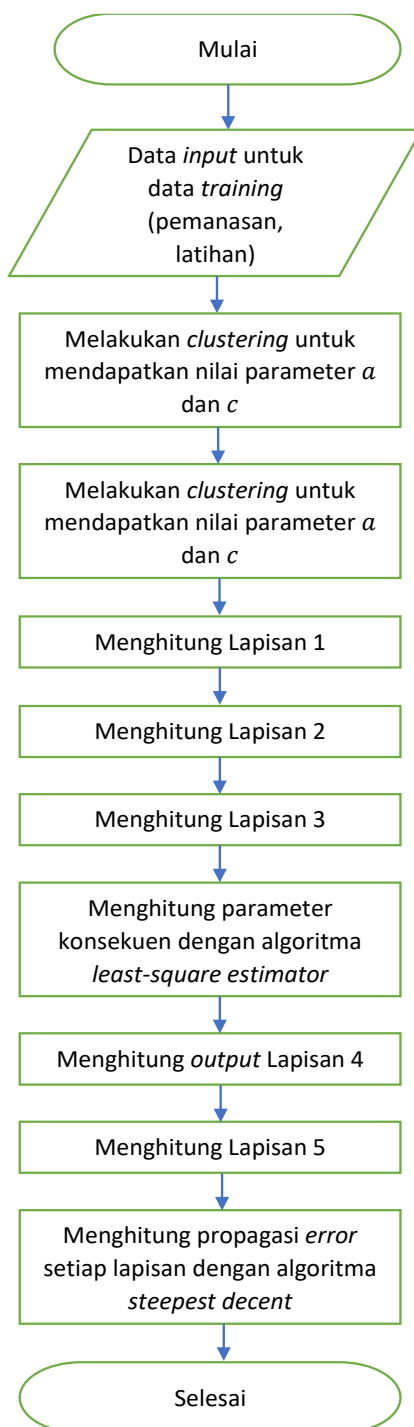 Mulai
Data input untuk
data training
(pemanasan,
latihan)
Melakukan clustering untuk
mendapatkan nilai parameter a
dan c
Melakukan clustering untuk
mendapatkan nilai parameter a
dan c
Menghitung Lapisan 1
Menghitung Lapisan 2
Menghitung Lapisan 3
Menghitung parameter
konsekuen dengan algoritma
least-square estimator
Menghitung output Lapisan 4
Menghitung Lapisan 5
Menghitung propagasi error
setiap lapisan dengan algoritma
steepest decent
Selesai